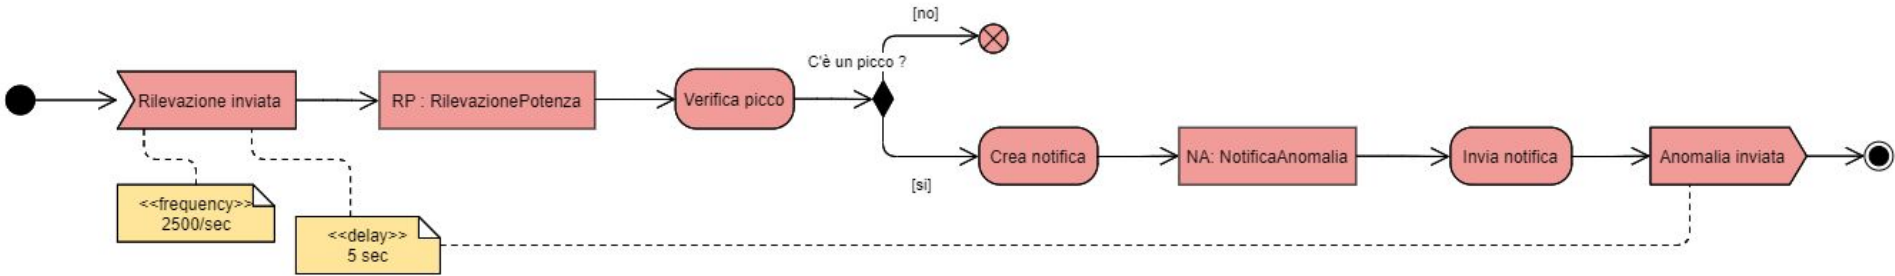 [no]
C'è un picco ?
Rilevazione inviata
RP : RilevazionePotenza
Verifica picco
Crea notifica
NA: NotificaAnomalia
Invia notifica
Anomalia inviata
[si]
<<frequency>>
2500/sec
<<delay>>
5 sec